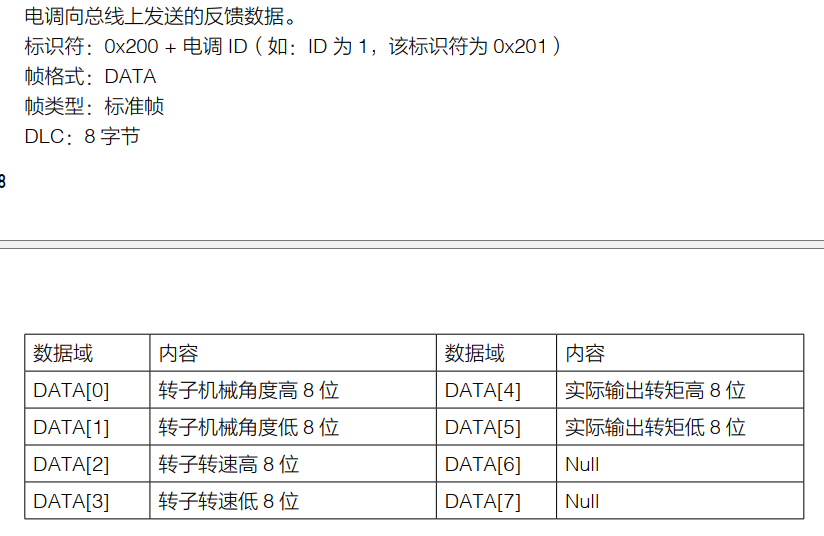 电调向总线上发送的反馈数据。
标识符：0x200 + 电调 ID（如：ID 为 1，该标识符为 0x201）
帧格式：DATA
帧类型：标准帧
DLC：8 字节
8
数据域 内容 数据域 内容
DATA[0] 转子机械角度高 8 位 DATA[4] 实际输出转矩高 8 位
DATA[1] 转子机械角度低 8 位 DATA[5] 实际输出转矩低 8 位
DATA[2] 转子转速高 8 位 DATA[6] Null
DATA[3] 转子转速低 8 位 DATA[7] Null